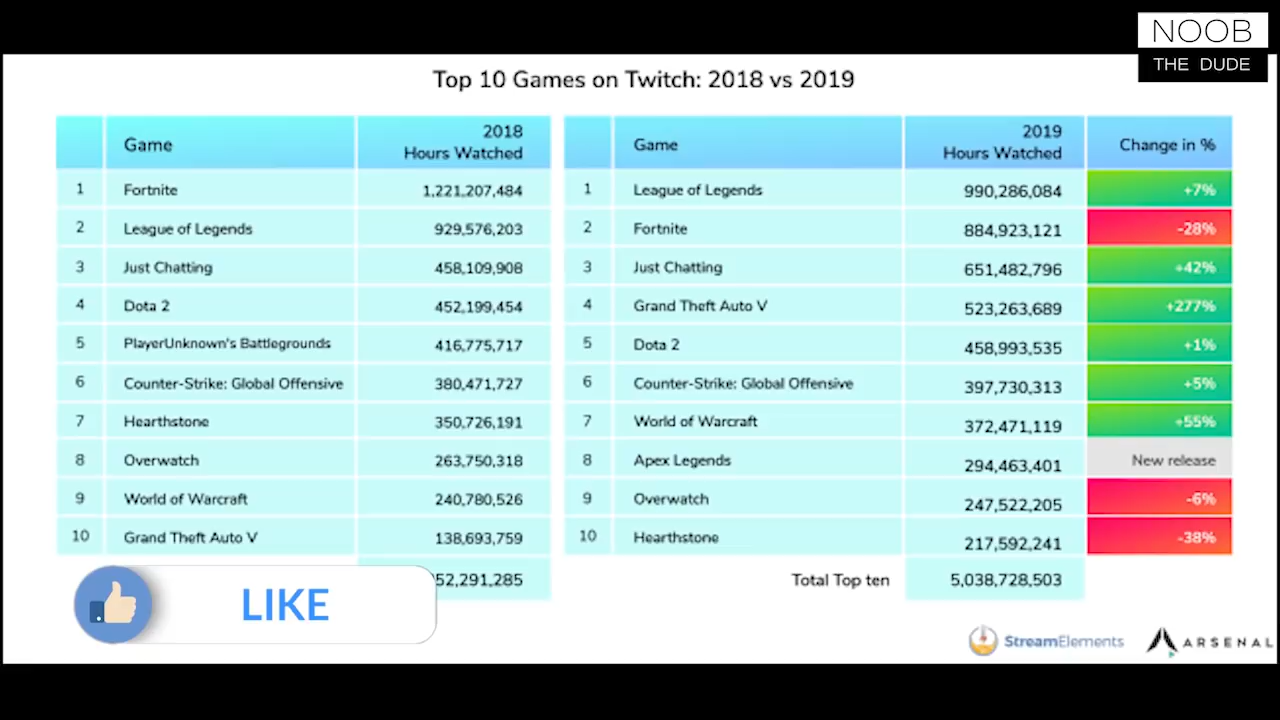 NOOB
THE DUDE
Top 10 Games on Twitch: 2018 vs 2019
Game 2018 Hours Watched Game 2019 Hours Watched Change in %
1 Fortnite 1,221,207,484 1 League of Legends 990,286,084 +7%
2 League of Legends 929,576,203 2 Fortnite 884,923,121 -28%
3 Just Chatting 458,109,908 3 Just Chatting 651,482,796 +42%
4 Dota 2 452,199,454 4 Grand Theft Auto V 523,263,689 +277%
5 PlayerUnknown's Battlegrounds 416,775,717 5 Dota 2 458,993,535 +1%
6 Counter-Strike: Global Offensive 380,471,727 6 Counter-Strike: Global Offensive 397,730,313 +5%
7 Hearthstone 350,726,191 7 World of Warcraft 372,471,119 +55%
8 Overwatch 263,750,318 8 Apex Legends 294,463,401 New release
9 World of Warcraft 240,780,526 9 Overwatch 247,522,205 -6%
10 Grand Theft Auto V 138,693,759 10 Hearthstone 217,592,241 -38%
52,291,285 Total Top ten 5,038,728,503
LIKE
StreamElements ARSENAL